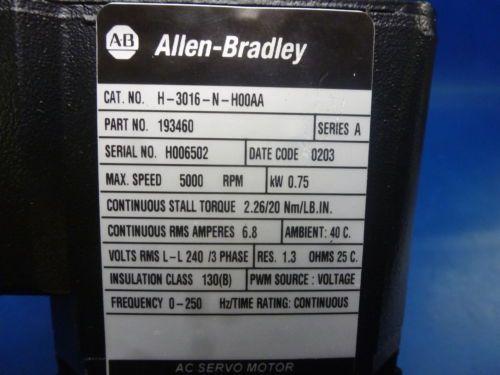 AB Allen-Bradley
CAT. NO. H-3016-N-H00AA
PART NO. 193460 SERIES A
SERIAL NO. H006502 DATE CODE 0203
MAX. SPEED 5000 RPM kW 0.75
CONTINUOUS STALL TORQUE 2.26/20 Nm/LB.IN.
CONTINUOUS RMS AMPERES 6.8 AMBIENT: 40 C.
VOLTS RMS L-L 240 /3 PHASE RES. 1.3 OHMS 25 C.
INSULATION CLASS 130(B) PWM SOURCE : VOLTAGE
FREQUENCY 0-250 Hz/TIME RATING: CONTINUOUS
AC SERVO MOTOR